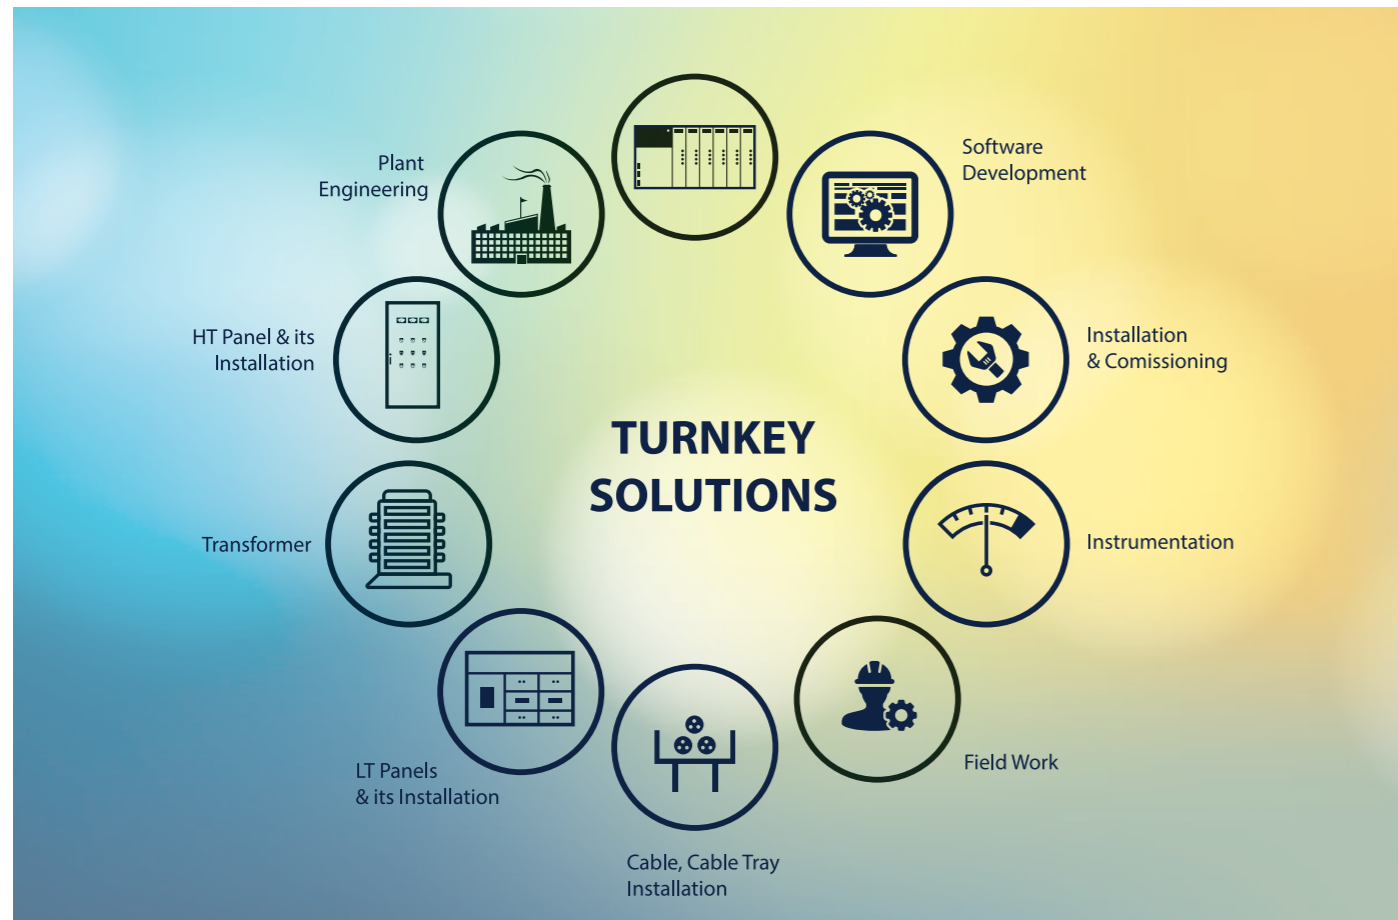 Plant
Engineering
Software
Development
HT Panel & its
Installation
Installation
& Comissioning
TURNKEY
SOLUTIONS
Transformer
Instrumentation
LT Panels
& its Installation
Field Work
Cable, Cable Tray
Installation